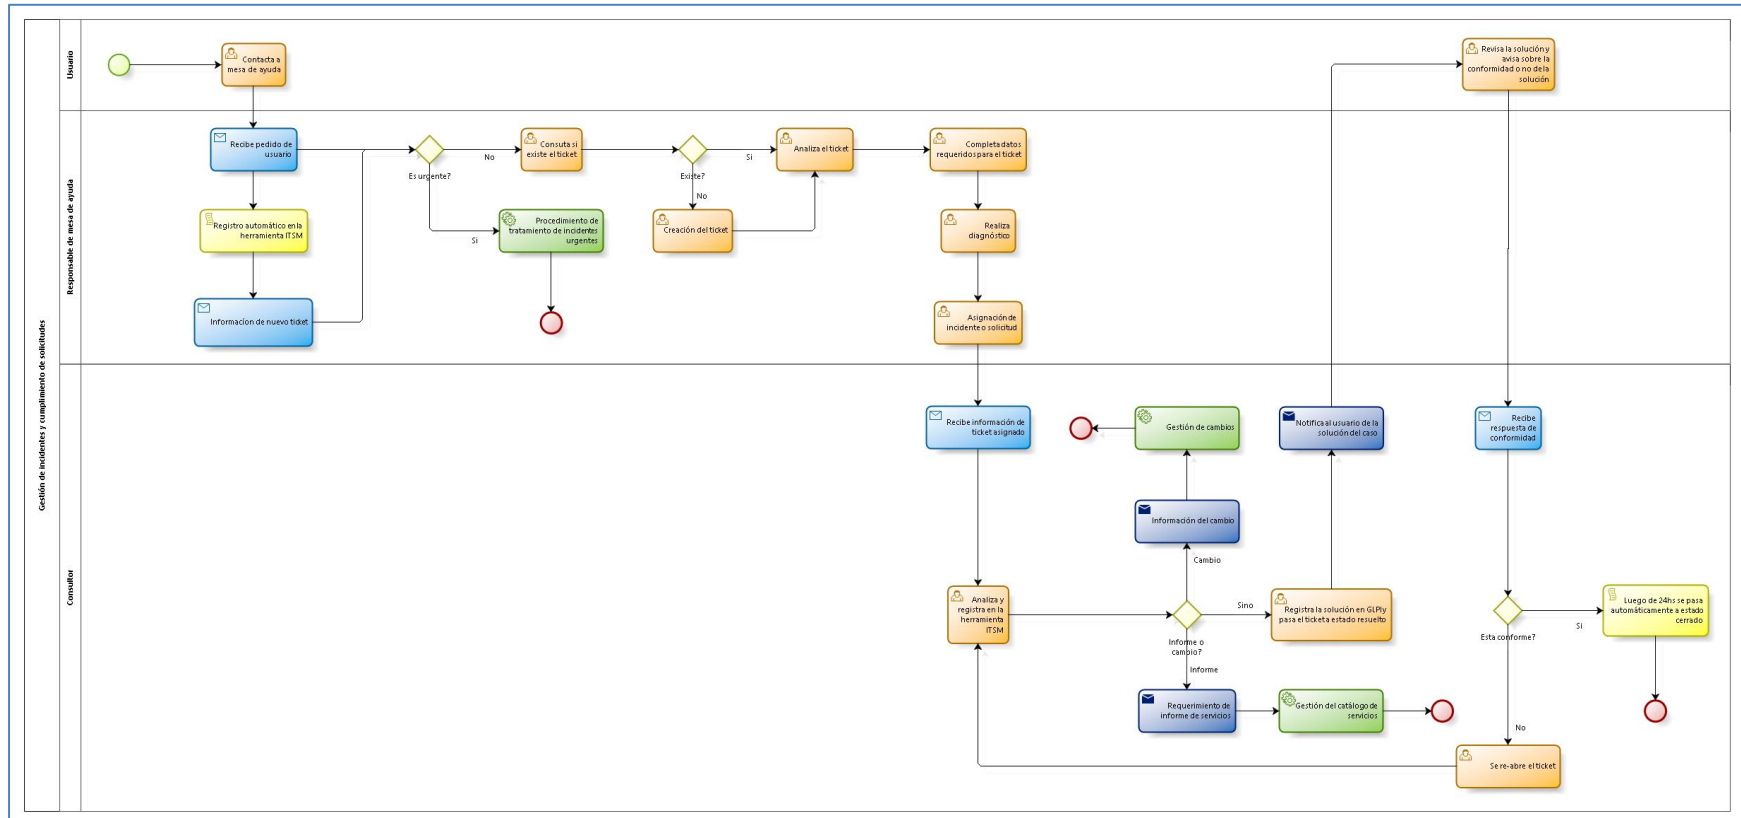 Gestión de incidentes y cumplimiento de solicitudes
Usuario
Contacta a
mesa de ayuda
Revisa la solución y
avisa sobre la
conformidad o no de la
solución
Responsable de mesa de ayuda
Recibe pedido de
usuario
Es urgente?
No
Si
Consuta si
existe el ticket
Existe?
Si
No
Analiza el ticket
Completa datos
requeridos para el ticket
Registro automático en la
herramienta ITSM
Procedimiento de
tratamiento de incidentes
urgentes
Creación del ticket
Realiza
diagnóstico
Informacíon de nuevo ticket
Asignación de
incidente o solicitud
Consultor
Recibe información de
ticket asignado
Gestión de cambios
Notifica al usuario de la
solución del caso
Recibe
respuesta de
conformidad
Información del cambio
Cambio
Analiza y
registra en la
herramienta
ITSM
Informe o
cambio?
Sino
Informe
Registra la solución en GLPI y
pasa el ticket a estado resuelto
Esta conforme?
Si
No
Luego de 24hs se pasa
automáticamente a estado
cerrado
Requerimiento de
informe de servicios
Gestión del catálogo de
servicios
Se re-abre el ticket